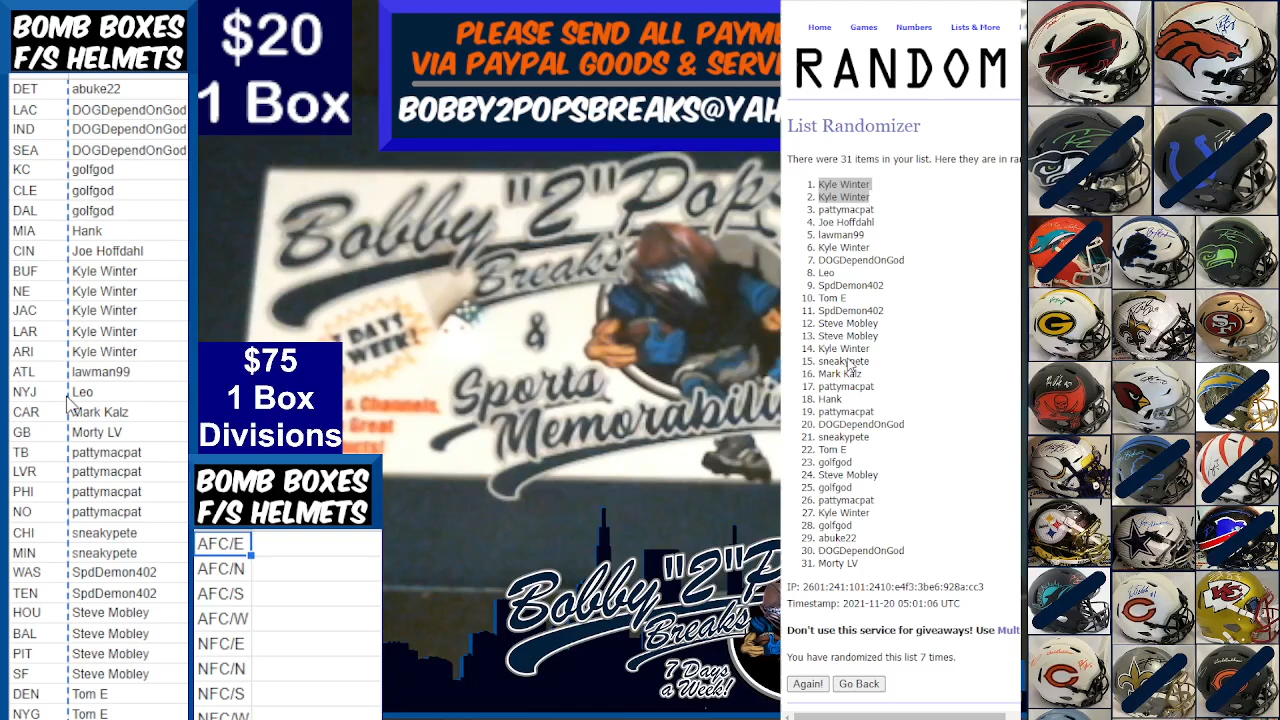 BOMB BOXES
F/S HELMETS
DET abuke22
LAC DOGDependOnGod
IND DOGDependOnGod
SEA DOGDependOnGod
KC golfgod
CLE golfgod
DAL golfgod
MIA Hank
CIN Joe Hoffdahl
BUF Kyle Winter
NE Kyle Winter
JAC Kyle Winter
LAR Kyle Winter
ARI Kyle Winter
ATL lawman99
NYJ Leo
CAR Mark Kalz
GB Morty LV
TB pattymacpat
LVR pattymacpat
PHI pattymacpat
NO pattymacpat
CHI sneakypete
MIN sneakypete
WAS SpdDemon402
TEN SpdDemon402
HOU Steve Mobley
BAL Steve Mobley
PIT Steve Mobley
SF Steve Mobley
DEN Tom E
NYG Tom E
$20
1 Box
$75
1 Box
Divisions
BOMB BOXES
F/S HELMETS
AFC/E
AFC/N
AFC/S
AFC/W
NFC/E
NFC/N
NFC/S
NFC/W
PLEASE SEND ALL PAYME
VIA PAYPAL GOODS & SERVI
BOBBY2POPSBREAKS@YAH
Bobby "2" Pops
Breaks
&
Sports
Memorabili
DAYS
WEEK!
& Channels,
Great
Bobby "2" Pops
Breaks
7 Days
a Week!
Home Games Numbers Lists & More
RANDOM
List Randomizer
There were 31 items in your list. Here they are in ran
1. Kyle Winter
2. Kyle Winter
3. pattymacpat
4. Joe Hoffdahl
5. lawman99
6. Kyle Winter
7. DOGDependOnGod
8. Leo
9. SpdDemon402
10. Tom E
11. SpdDemon402
12. Steve Mobley
13. Steve Mobley
14. Kyle Winter
15. sneakypete
16. Mark Kalz
17. pattymacpat
18. Hank
19. pattymacpat
20. DOGDependOnGod
21. sneakypete
22. Tom E
23. golfgod
24. Steve Mobley
25. golfgod
26. pattymacpat
27. Kyle Winter
28. golfgod
29. abuke22
30. DOGDependOnGod
31. Morty LV
IP: 2601:241:101:2410:e4f3:3be6:928a:cc3
Timestamp: 2021-11-20 05:01:06 UTC
Don't use this service for giveaways! Use Mult
You have randomized this list 7 times.
Again! Go Back